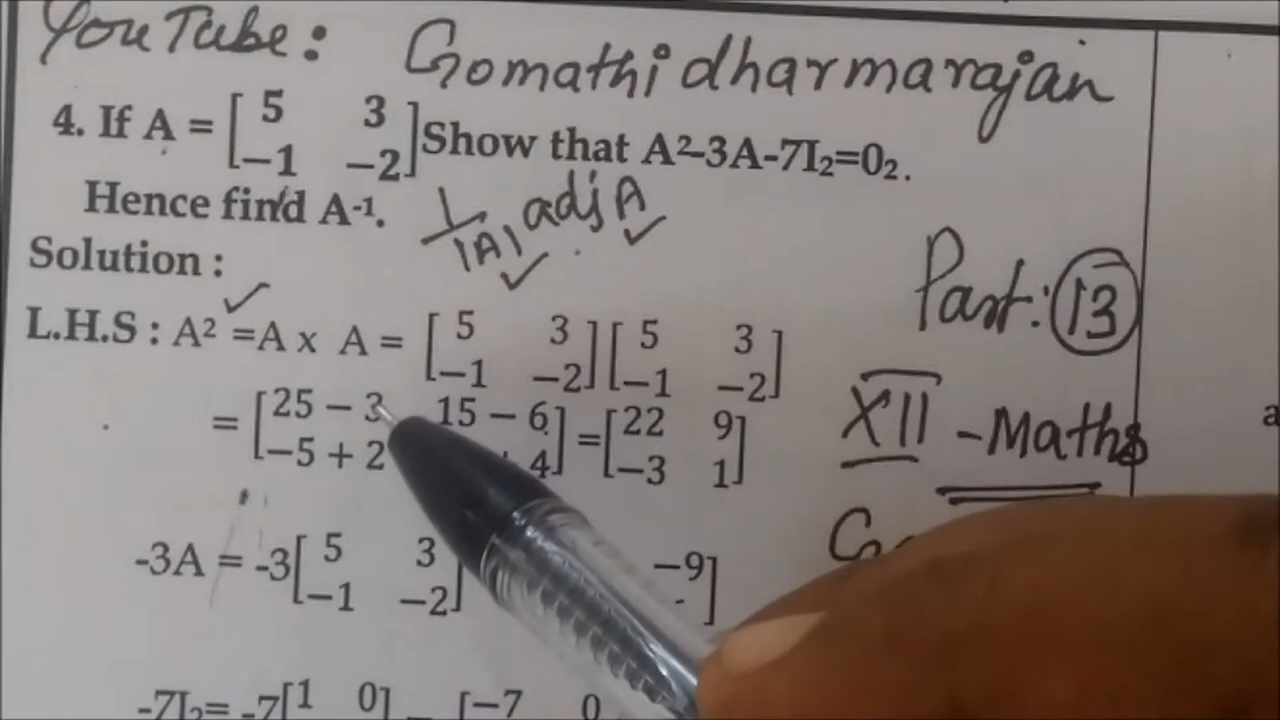 YouTube: Gomathidharmarajan
4. If A = [5 3 −1 −2] Show that A²-3A-7I₂=0₂.
Hence find A⁻¹. 1/|A| adj A
Solution :
Part: 13
L.H.S : A² =A x A = [5 3 −1 −2][5 3 −1 −2]
= [25 − 3 15 − 6 −5 + 2 + 4] = [22 9 −3 1]
XII - Maths
-3A = -3[5 3 −1 −2] −9]
-7I₂= -7[1 0] = [−7 0